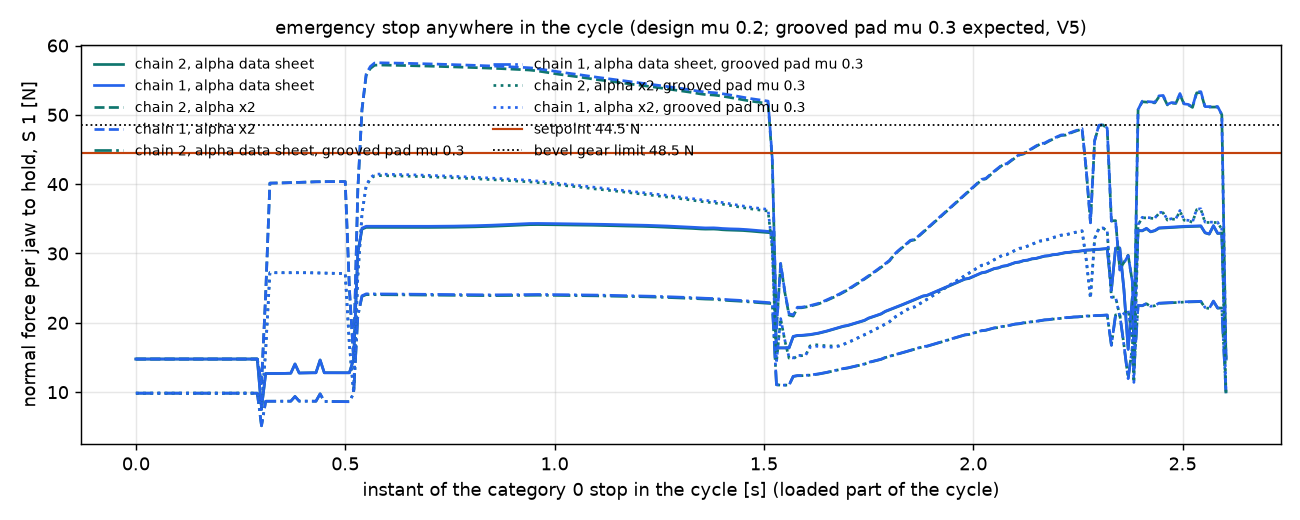 emergency stop anywhere in the cycle (design mu 0.2; grooved pad mu 0.3 expected, V5)
normal force per jaw to hold, S 1 [N]
60
50
40
30
20
10
chain 2, alpha data sheet
chain 1, alpha data sheet
chain 2, alpha x2
chain 1, alpha x2
chain 2, alpha data sheet, grooved pad mu 0.3
chain 1, alpha data sheet, grooved pad mu 0.3
chain 2, alpha x2, grooved pad mu 0.3
chain 1, alpha x2, grooved pad mu 0.3
setpoint 44.5 N
bevel gear limit 48.5 N
0.0
0.5
1.0
1.5
2.0
2.5
instant of the category 0 stop in the cycle [s] (loaded part of the cycle)